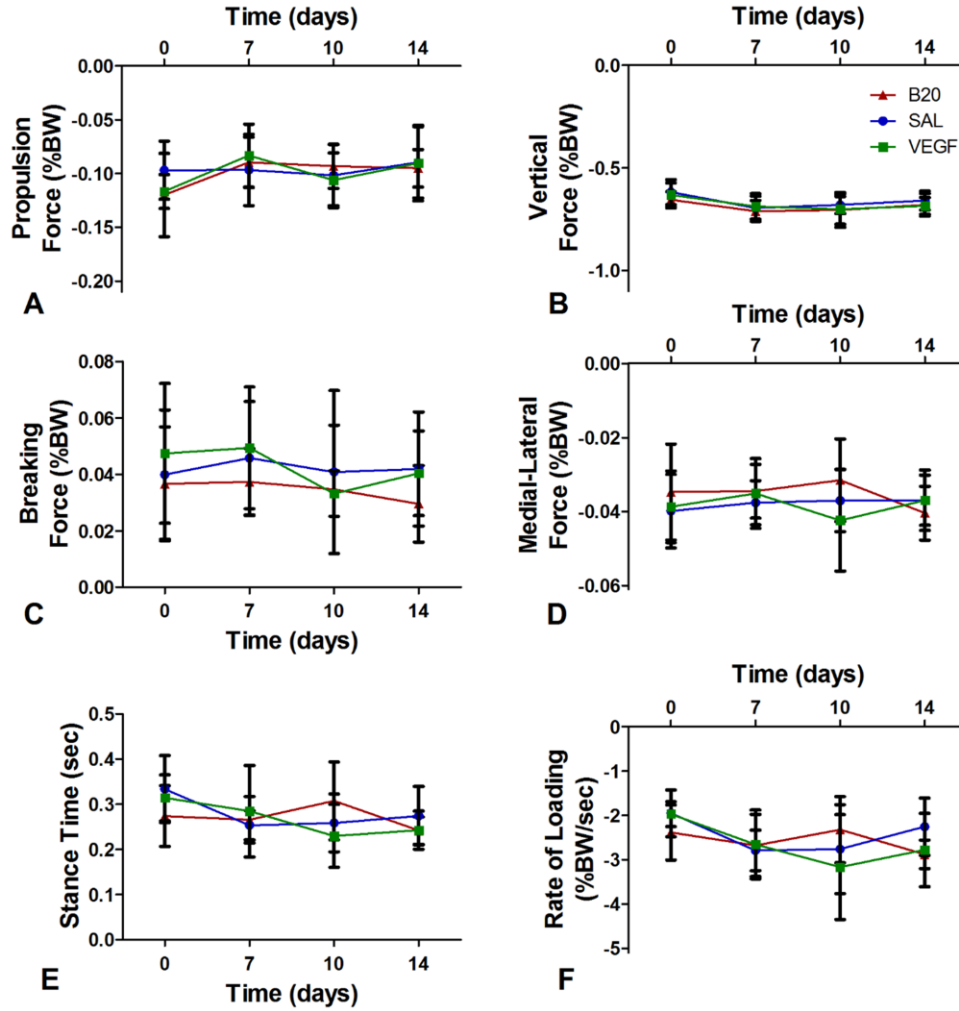 Time (days)
0 7 10 14
0.00
-0.05
-0.10
-0.15
-0.20
Propulsion
Force (%BW)
A
Time (days)
0 7 10 14
0.0
-0.5
-1.0
Vertical
Force (%BW)
B20
SAL
VEGF
B
0.08
0.06
0.04
0.02
0.00
Breaking
Force (%BW)
0 7 10 14
Time (days)
C
Time (days)
0 7 10 14
0.00
-0.02
-0.04
-0.06
Medial-Lateral
Force (%BW)
D
0.5
0.4
0.3
0.2
0.1
0.0
Stance Time (sec)
0 7 10 14
Time (days)
E
Time (days)
0 7 10 14
0
-1
-2
-3
-4
-5
Rate of Loading
(%BW/sec)
F